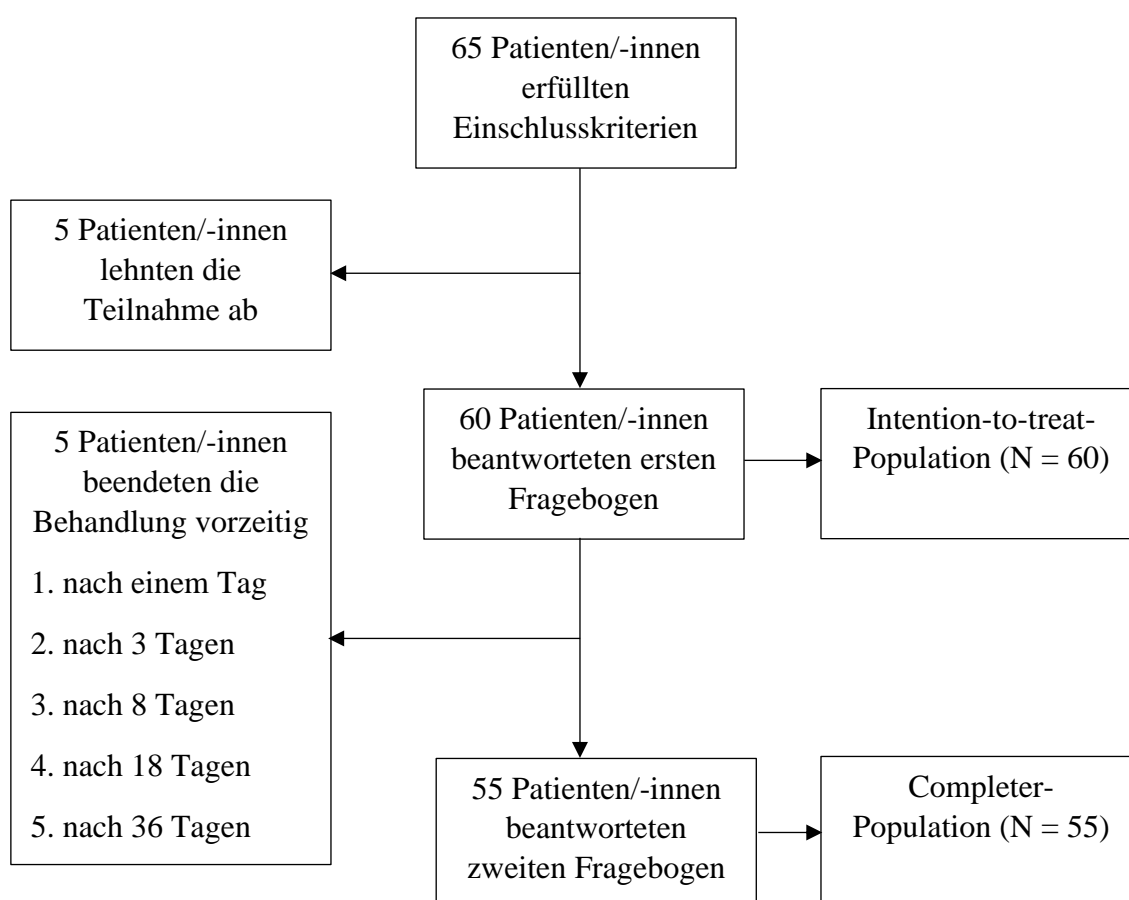 65 Patienten/-innen
erfüllten
Einschlusskriterien
5 Patienten/-innen
lehnten die
Teilnahme ab
60 Patienten/-innen
beantworteten ersten
Fragebogen
Intention-to-treat-
Population (N = 60)
5 Patienten/-innen
beendeten die
Behandlung vorzeitig
1. nach einem Tag
2. nach 3 Tagen
3. nach 8 Tagen
4. nach 18 Tagen
5. nach 36 Tagen
55 Patienten/-innen
beantworteten
zweiten Fragebogen
Completer-
Population (N = 55)